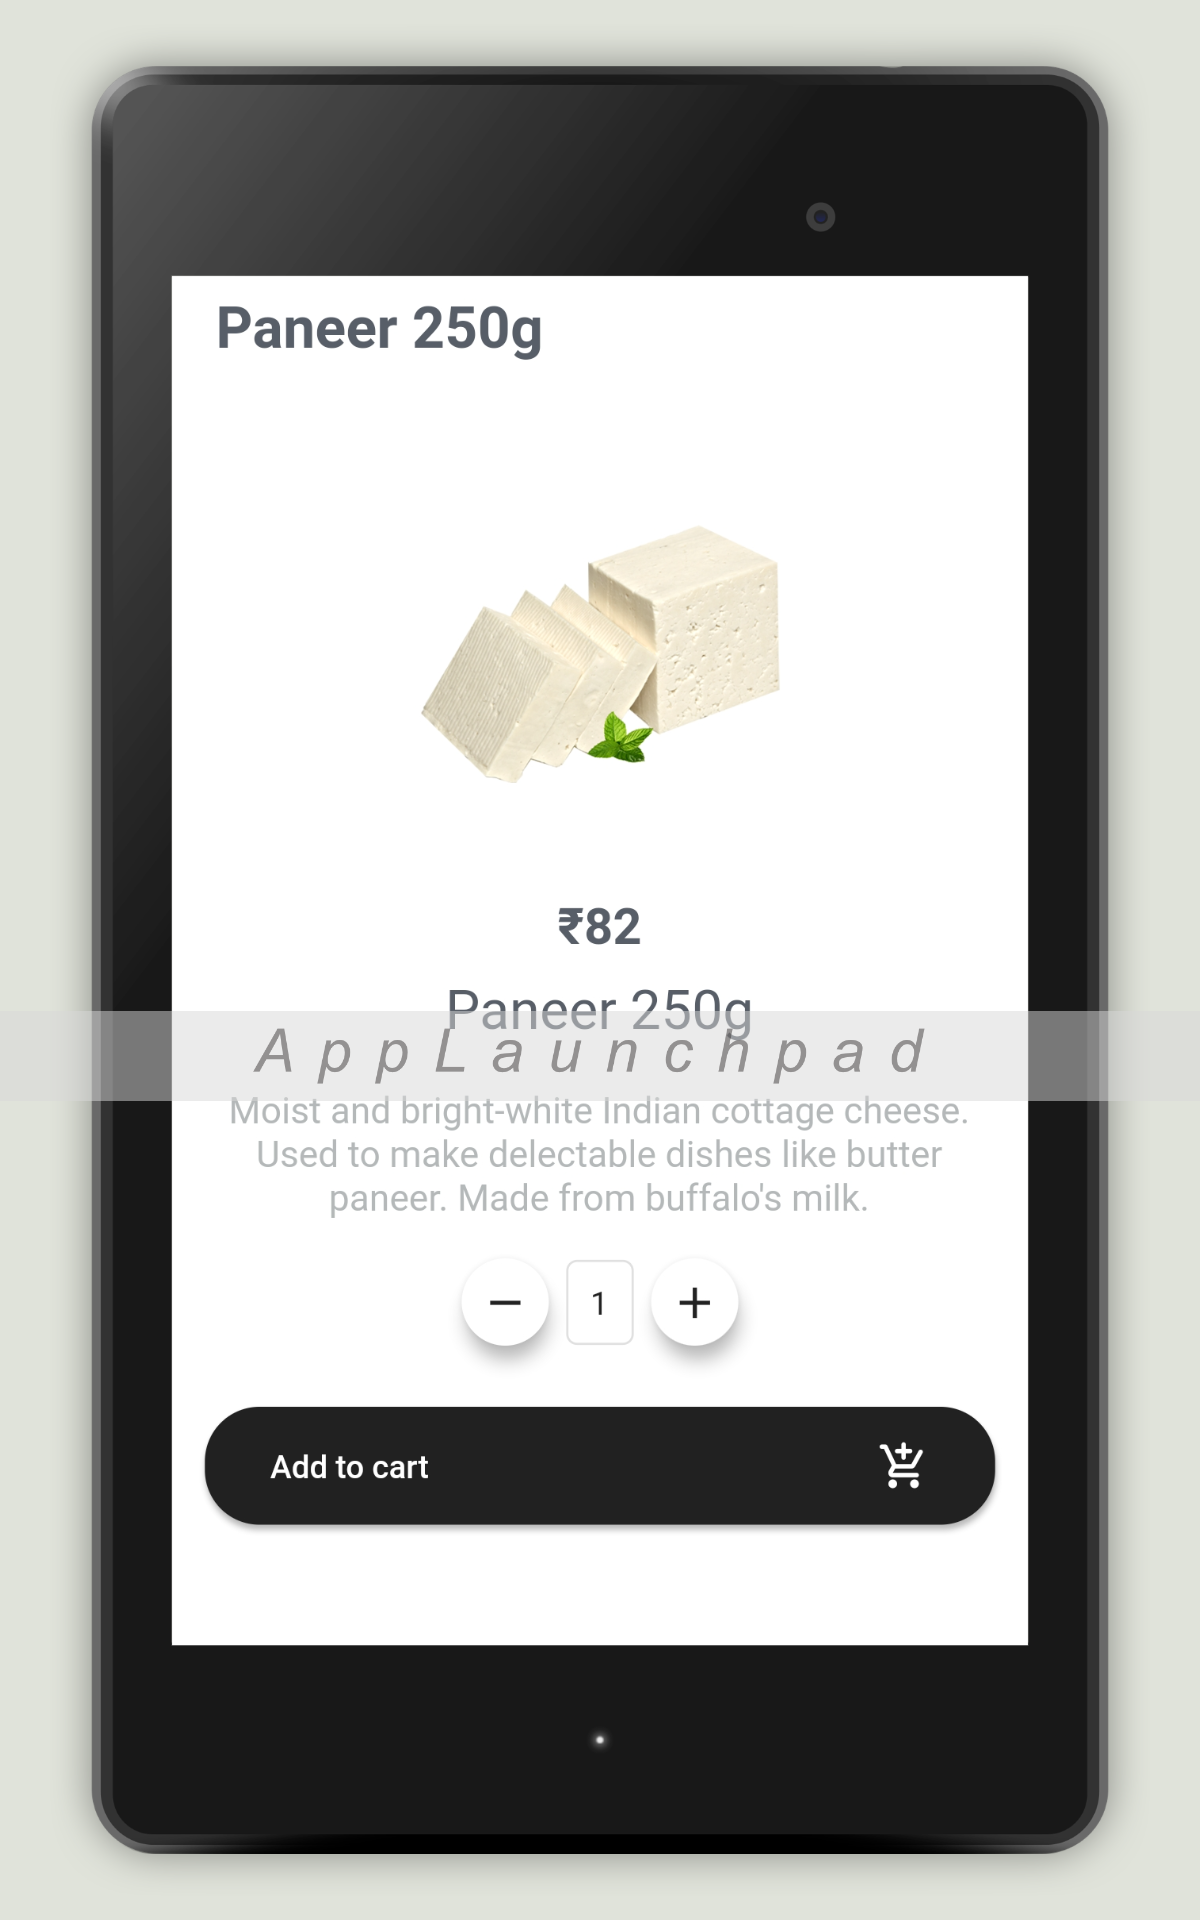 Paneer 250g
₹82
Paneer 250g
AppLaunchpad
Moist and bright-white Indian cottage cheese.
Used to make delectable dishes like butter
paneer. Made from buffalo's milk.
1
Add to cart